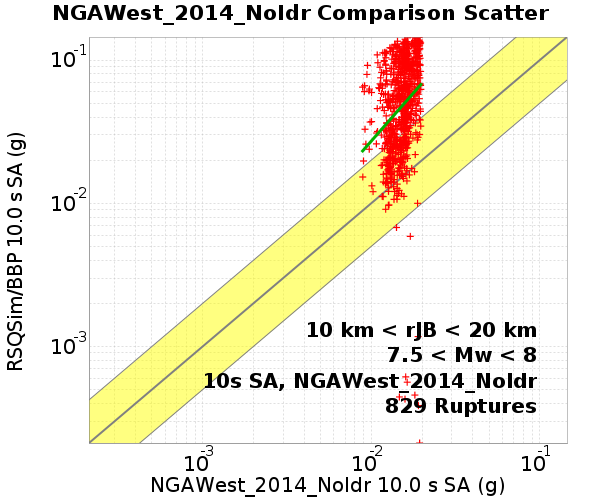 NGAWest_2014_NoIdr Comparison Scatter
RSQSim/BBP 10.0 s SA (g)
10⁻¹
10⁻²
10⁻³
10 km < rJB < 20 km
7.5 < Mw < 8
10s SA, NGAWest_2014_NoIdr
829 Ruptures
10⁻³ 10⁻² 10⁻¹
NGAWest_2014_NoIdr 10.0 s SA (g)